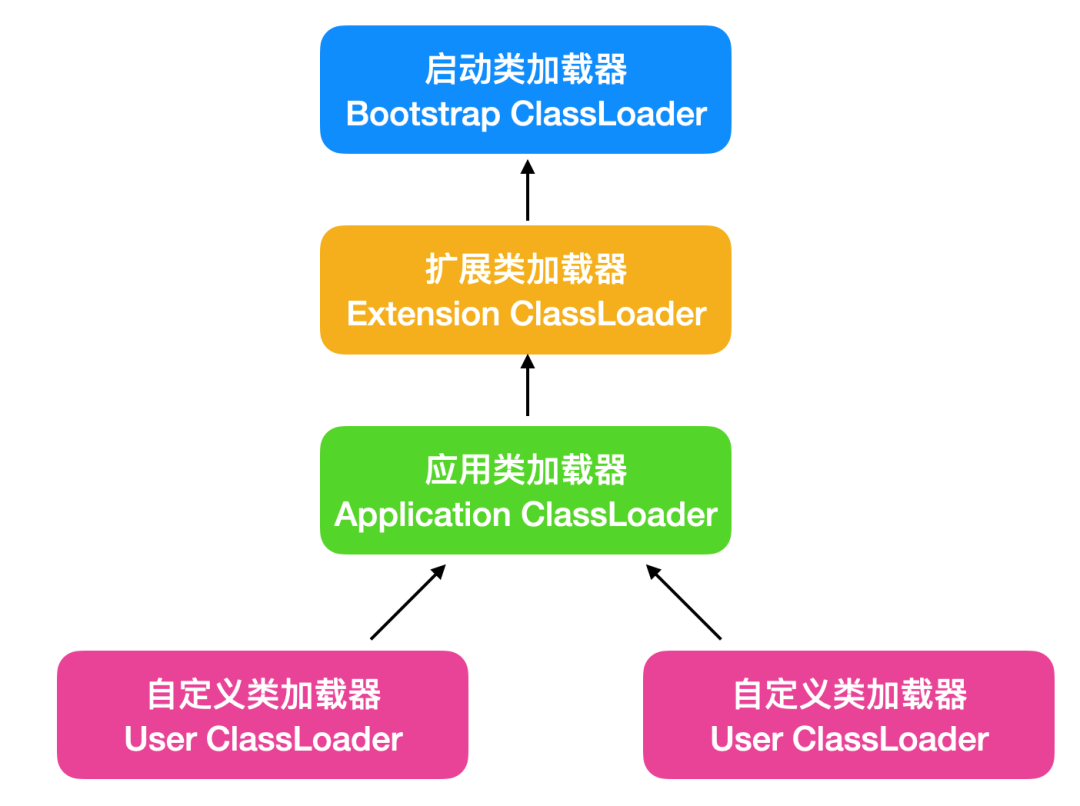 启动类加载器
Bootstrap ClassLoader
扩展类加载器
Extension ClassLoader
应用类加载器
Application ClassLoader
自定义类加载器
User ClassLoader
自定义类加载器
User ClassLoader